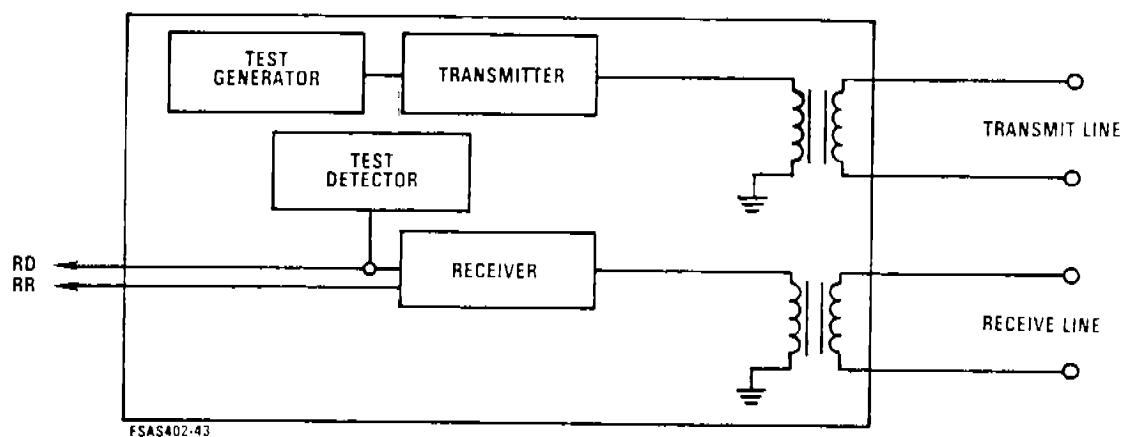 TEST
GENERATOR
TRANSMITTER
TRANSMIT LINE
TEST
DETECTOR
RD
RR
RECEIVER
RECEIVE LINE
FSAS402-43